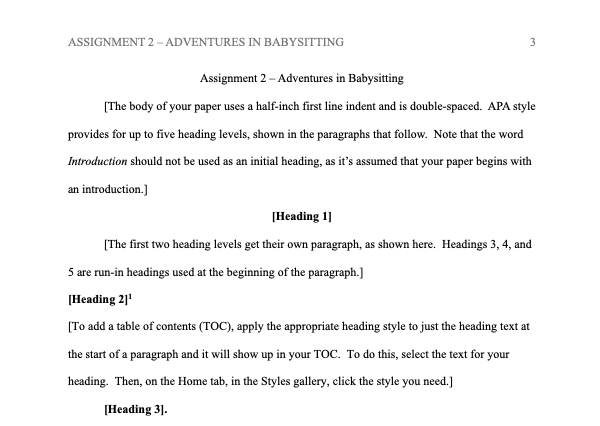 ASSIGNMENT 2 – ADVENTURES IN BABYSITTING 3
Assignment 2 – Adventures in Babysitting
[The body of your paper uses a half-inch first line indent and is double-spaced.  APA style
provides for up to five heading levels, shown in the paragraphs that follow.  Note that the word
Introduction should not be used as an initial heading, as it’s assumed that your paper begins with
an introduction.]
[Heading 1]
[The first two heading levels get their own paragraph, as shown here.  Headings 3, 4, and
5 are run-in headings used at the beginning of the paragraph.]
[Heading 2]¹
[To add a table of contents (TOC), apply the appropriate heading style to just the heading text at
the start of a paragraph and it will show up in your TOC.  To do this, select the text for your
heading.  Then, on the Home tab, in the Styles gallery, click the style you need.]
[Heading 3].